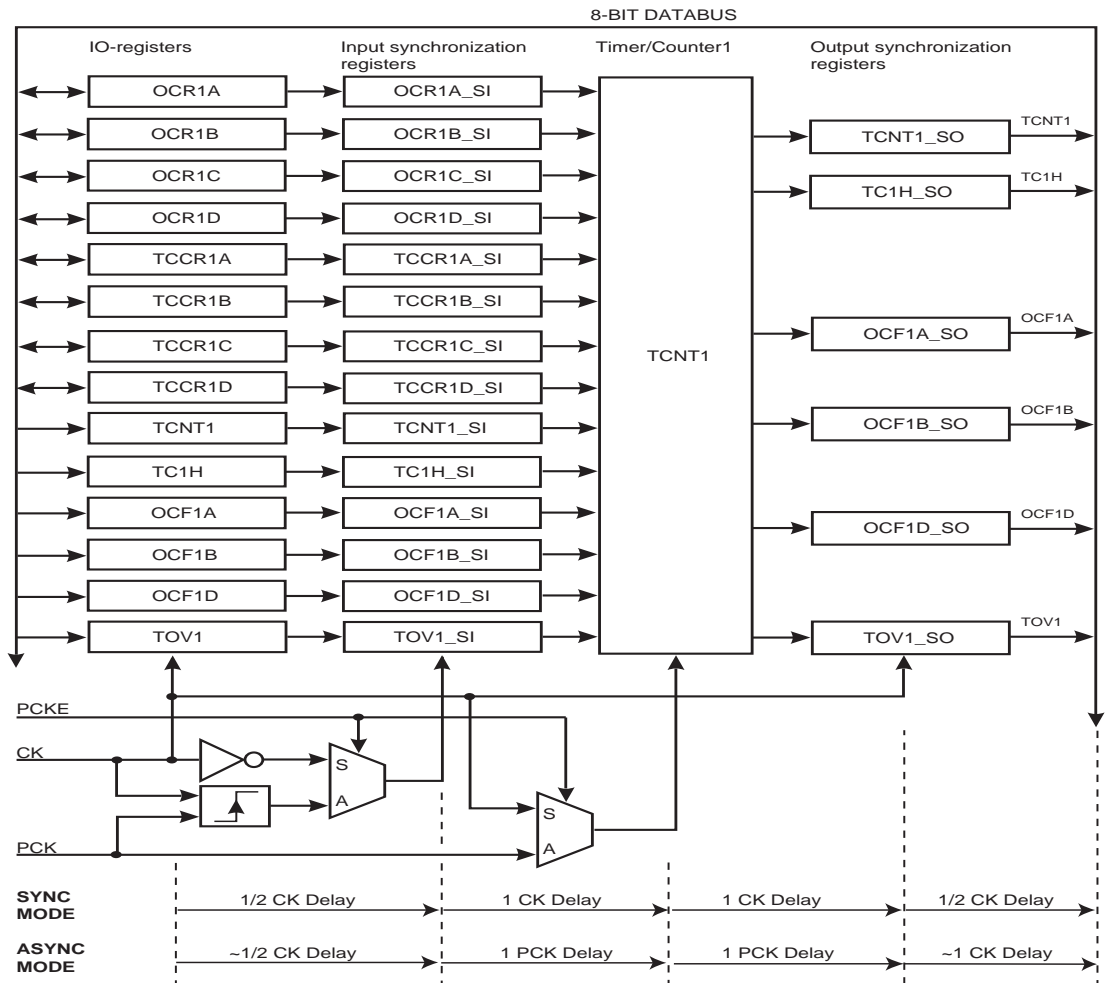 8-BIT DATABUS
IO-registers
Input synchronization
registers
Timer/Counter1
Output synchronization
registers
OCR1A
OCR1A_SI
OCR1B
OCR1B_SI
OCR1C
OCR1C_SI
OCR1D
OCR1D_SI
TCCR1A
TCCR1A_SI
TCCR1B
TCCR1B_SI
TCCR1C
TCCR1C_SI
TCCR1D
TCCR1D_SI
TCNT1
TCNT1_SI
TC1H
TC1H_SI
OCF1A
OCF1A_SI
OCF1B
OCF1B_SI
OCF1D
OCF1D_SI
TOV1
TOV1_SI
TCNT1
TCNT1_SO
TCNT1
TC1H_SO
TC1H
OCF1A_SO
OCF1A
OCF1B_SO
OCF1B
OCF1D_SO
OCF1D
TOV1_SO
TOV1
PCKE
CK
S
A
S
A
PCK
SYNC
MODE
1/2 CK Delay
1 CK Delay
1 CK Delay
1/2 CK Delay
ASYNC
MODE
~1/2 CK Delay
1 PCK Delay
1 PCK Delay
~1 CK Delay